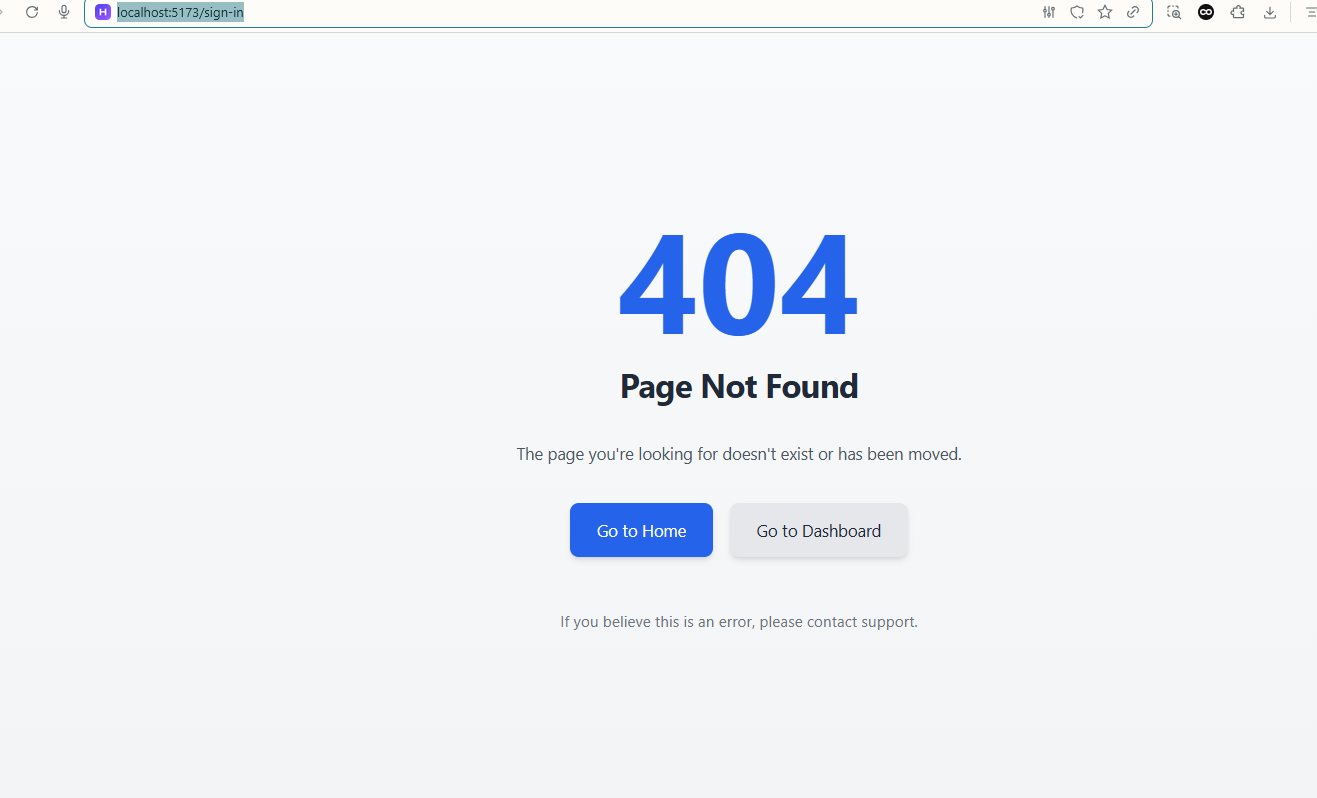 H localhost:5173/sign-in
404
Page Not Found
The page you're looking for doesn't exist or has been moved.
Go to Home
Go to Dashboard
If you believe this is an error, please contact support.